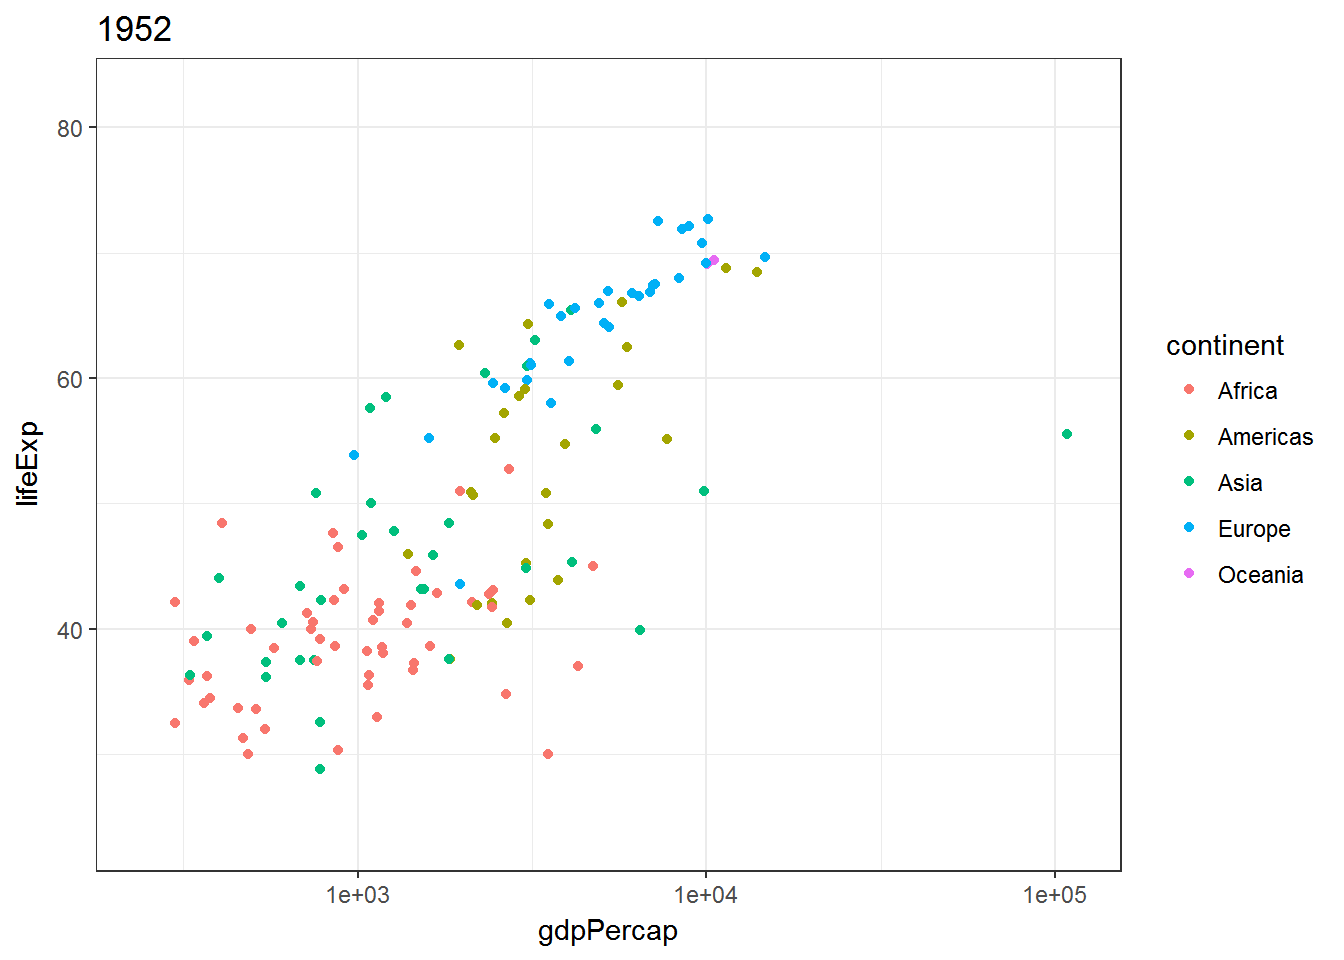 1952
80
60
40
lifeExp
1e+03
1e+04
1e+05
gdpPercap
continent
Africa
Americas
Asia
Europe
Oceania